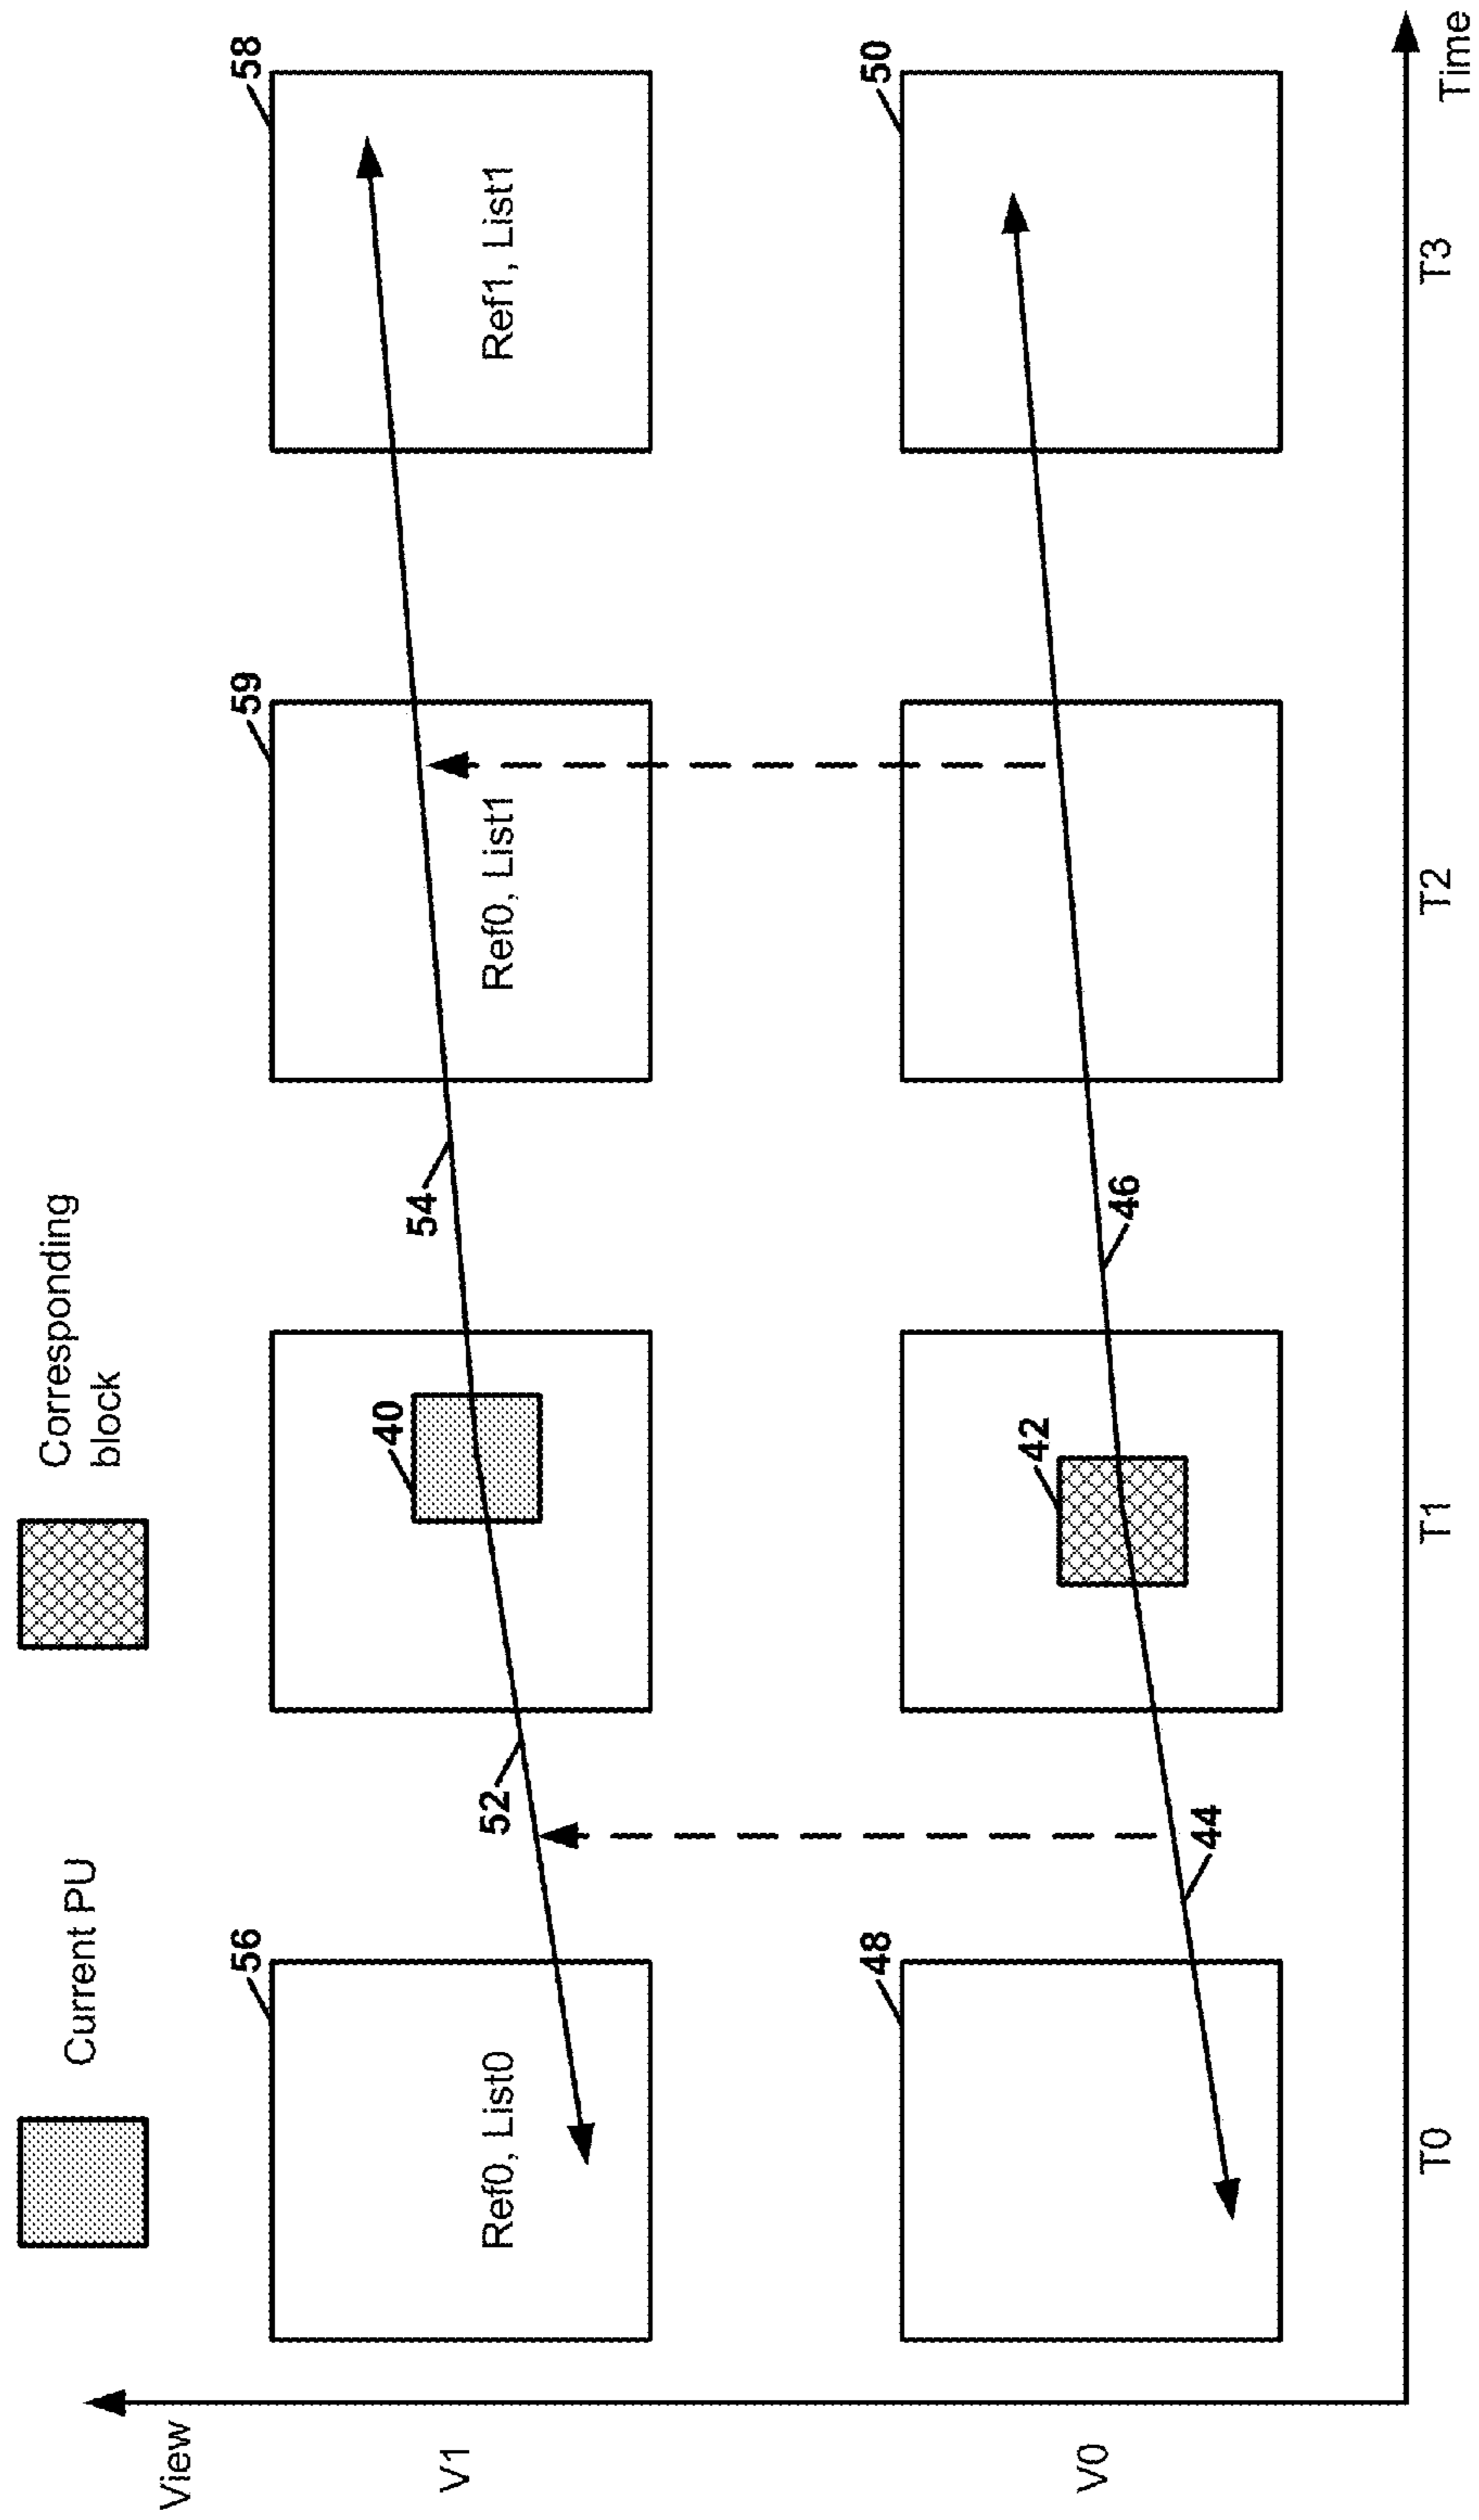 Current PU
Corresponding
block
View
V1
56
Ref0, List0
52
40
54
59
Ref0, List1
58
Ref1, List1
V0
48
44
42
46
50
T0
T1
T2
T3
Time